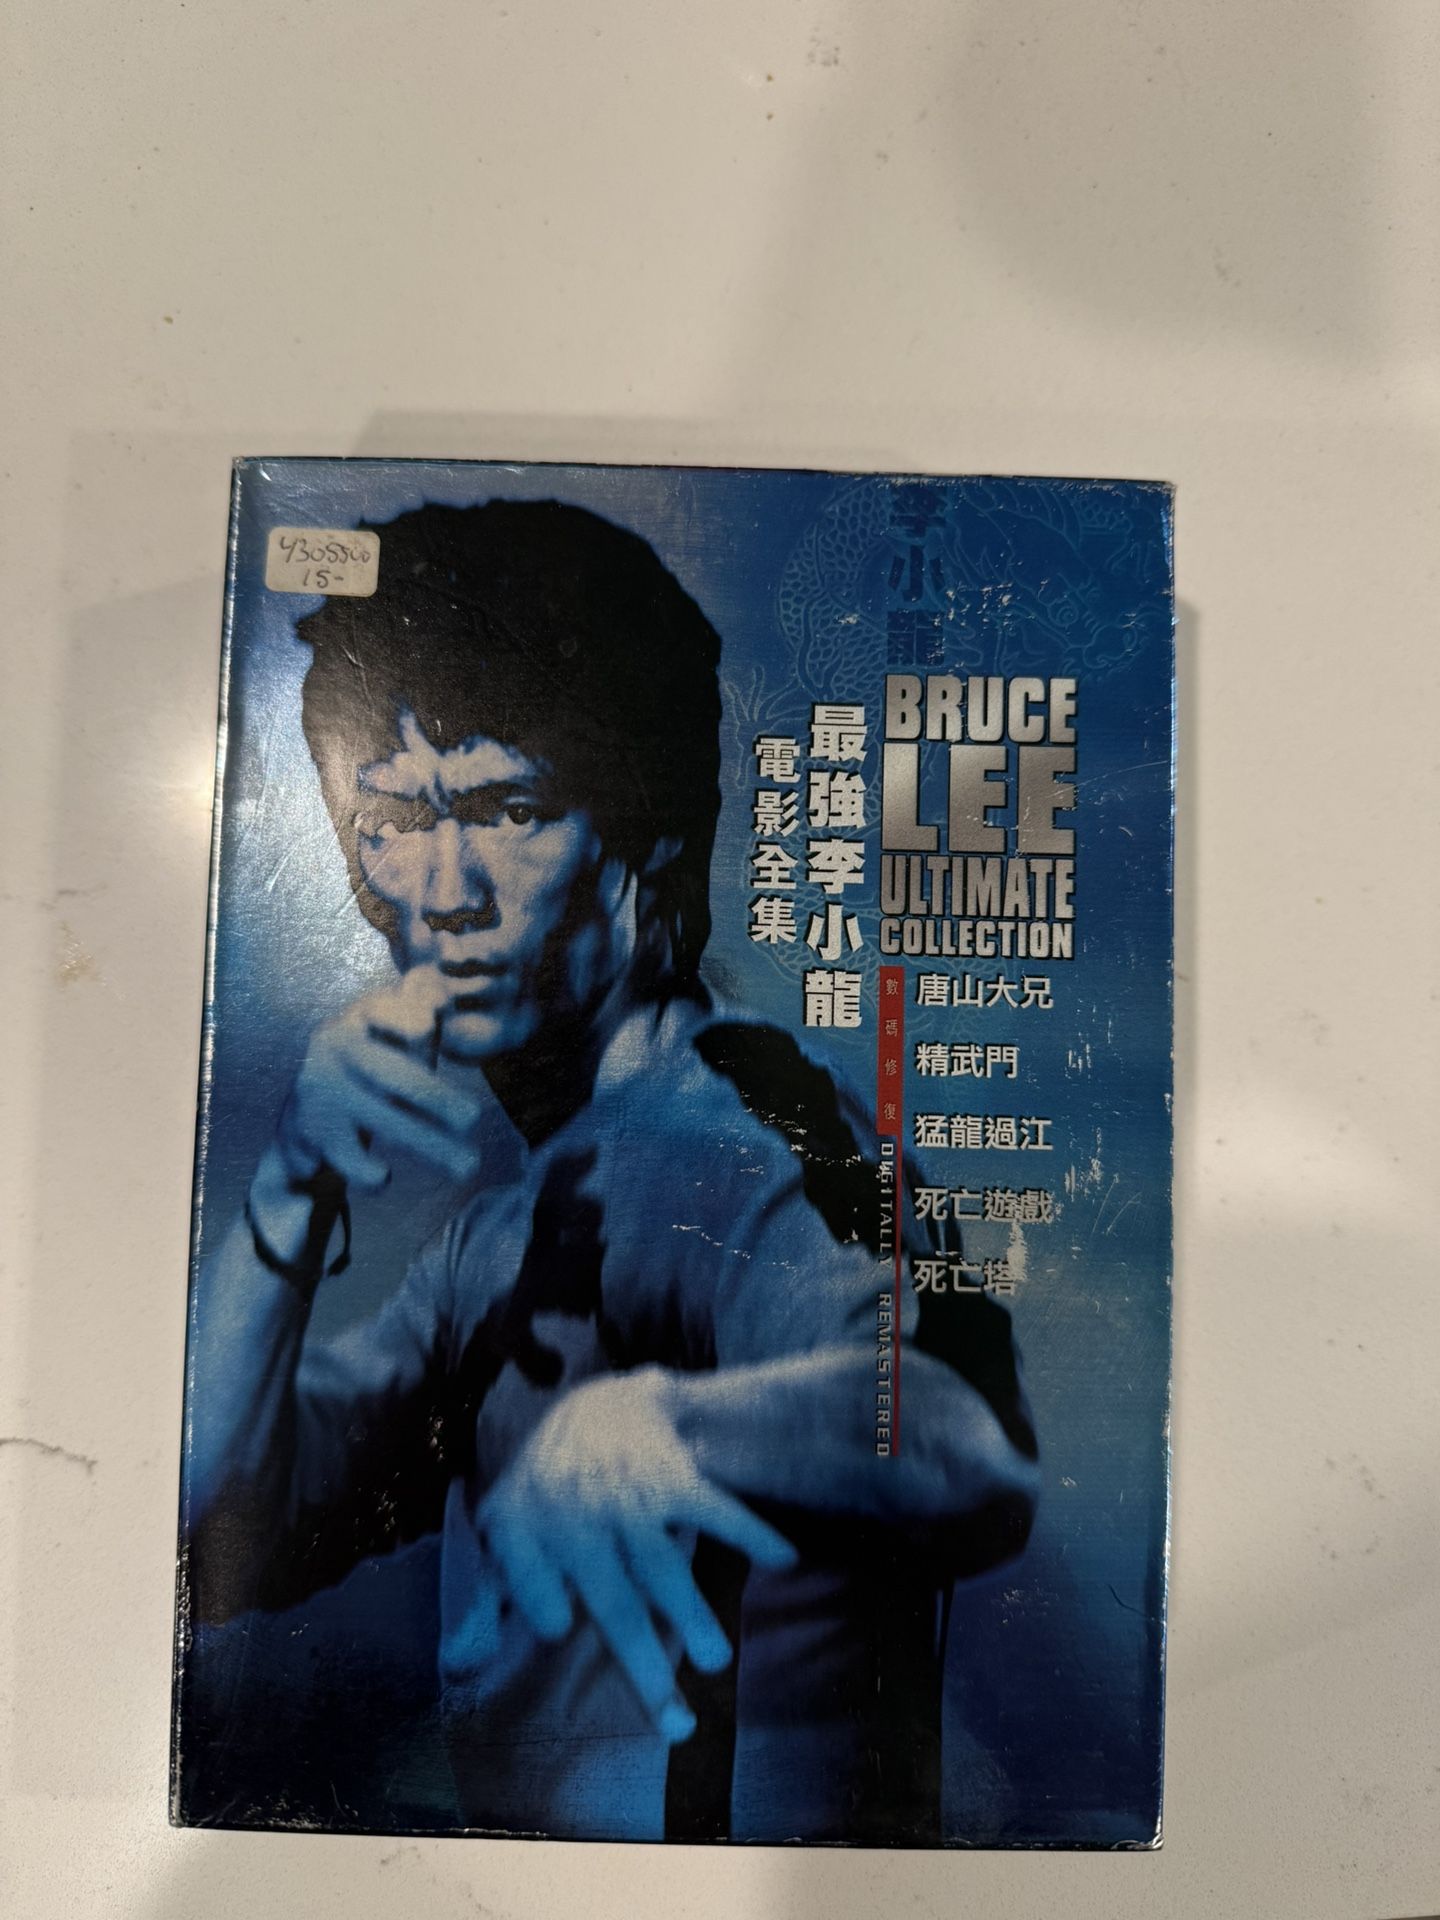 4305500
15-
李小龍
BRUCE
LEE
ULTIMATE
COLLECTION
最強李小龍
電影全集
數碼修復 DIGITALLY REMASTERED
唐山大兄
精武門
猛龍過江
死亡遊戲
死亡塔